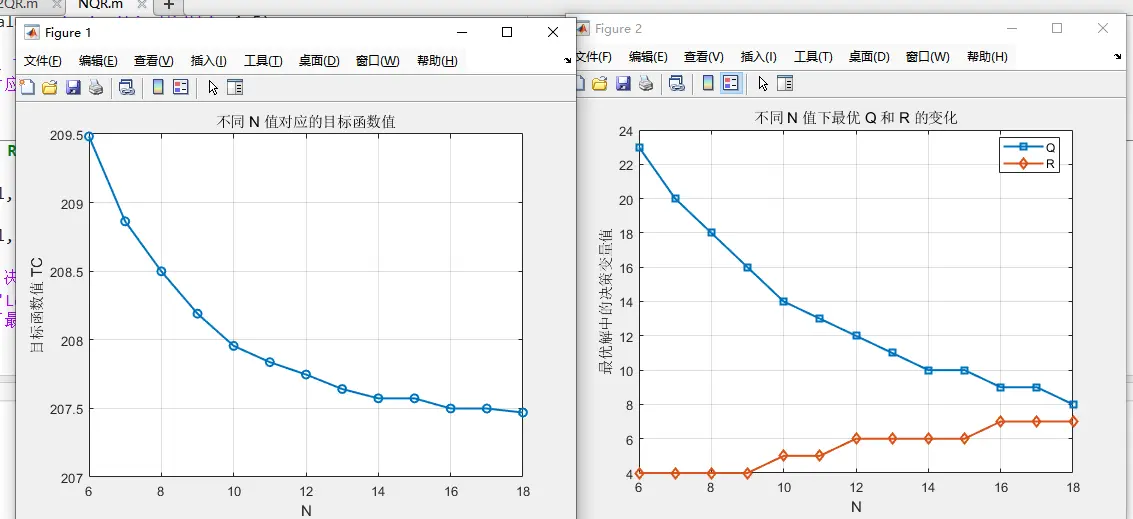 2QR.m
NQR.m
Figure 1
文件(F) 编辑(E) 查看(V) 插入(I) 工具(T) 桌面(D) 窗口(W) 帮助(H)
不同 N 值对应的目标函数值
209.5
209
208.5
208
207.5
207
目标函数值 TC
6 8 10 12 14 16 18
N
Figure 2
文件(F) 编辑(E) 查看(V) 插入(I) 工具(T) 桌面(D) 窗口(W) 帮助(H)
不同 N 值下最优 Q 和 R 的变化
24
22
20
18
16
14
12
10
8
6
4
最优解中的决策变量值
Q
R
6 8 10 12 14 16 18
N
R
1,
1,
决